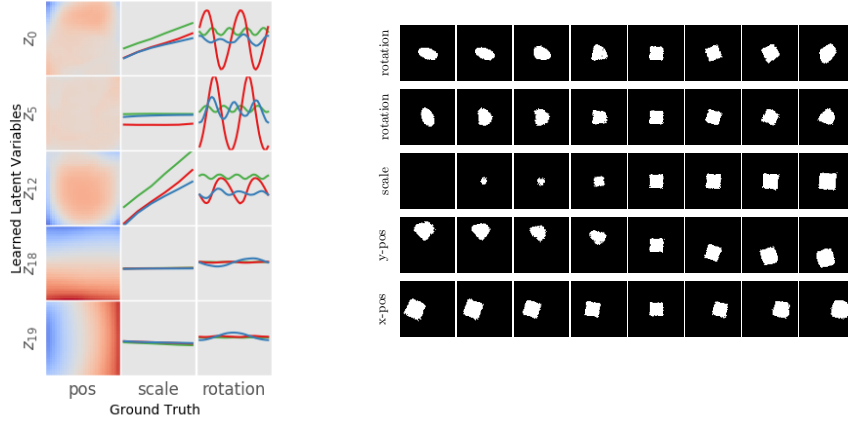 Learned Latent Variables
Z0
Z5
Z12
Z18
Z19
pos scale rotation
Ground Truth
rotation
rotation
scale
y-pos
x-pos